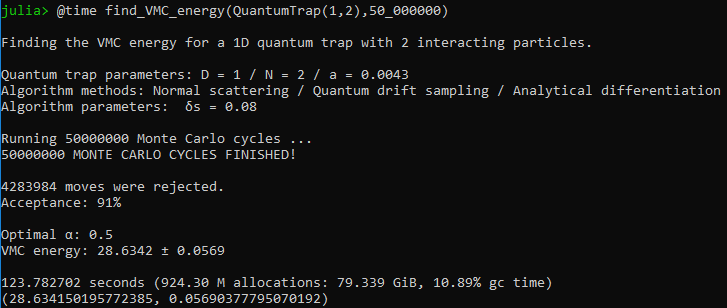 julia> @time find_VMC_energy(QuantumTrap(1,2),50_000000)
Finding the VMC energy for a 1D quantum trap with 2 interacting particles.
Quantum trap parameters: D = 1 / N = 2 / a = 0.0043
Algorithm methods: Normal scattering / Quantum drift sampling / Analytical differentiation
Algorithm parameters:  δs = 0.08
Running 50000000 Monte Carlo cycles ...
50000000 MONTE CARLO CYCLES FINISHED!
4283984 moves were rejected.
Acceptance: 91%
Optimal α: 0.5
VMC energy: 28.6342 ± 0.0569
123.782702 seconds (924.30 M allocations: 79.339 GiB, 10.89% gc time)
(28.634150195772385, 0.05690377795070192)